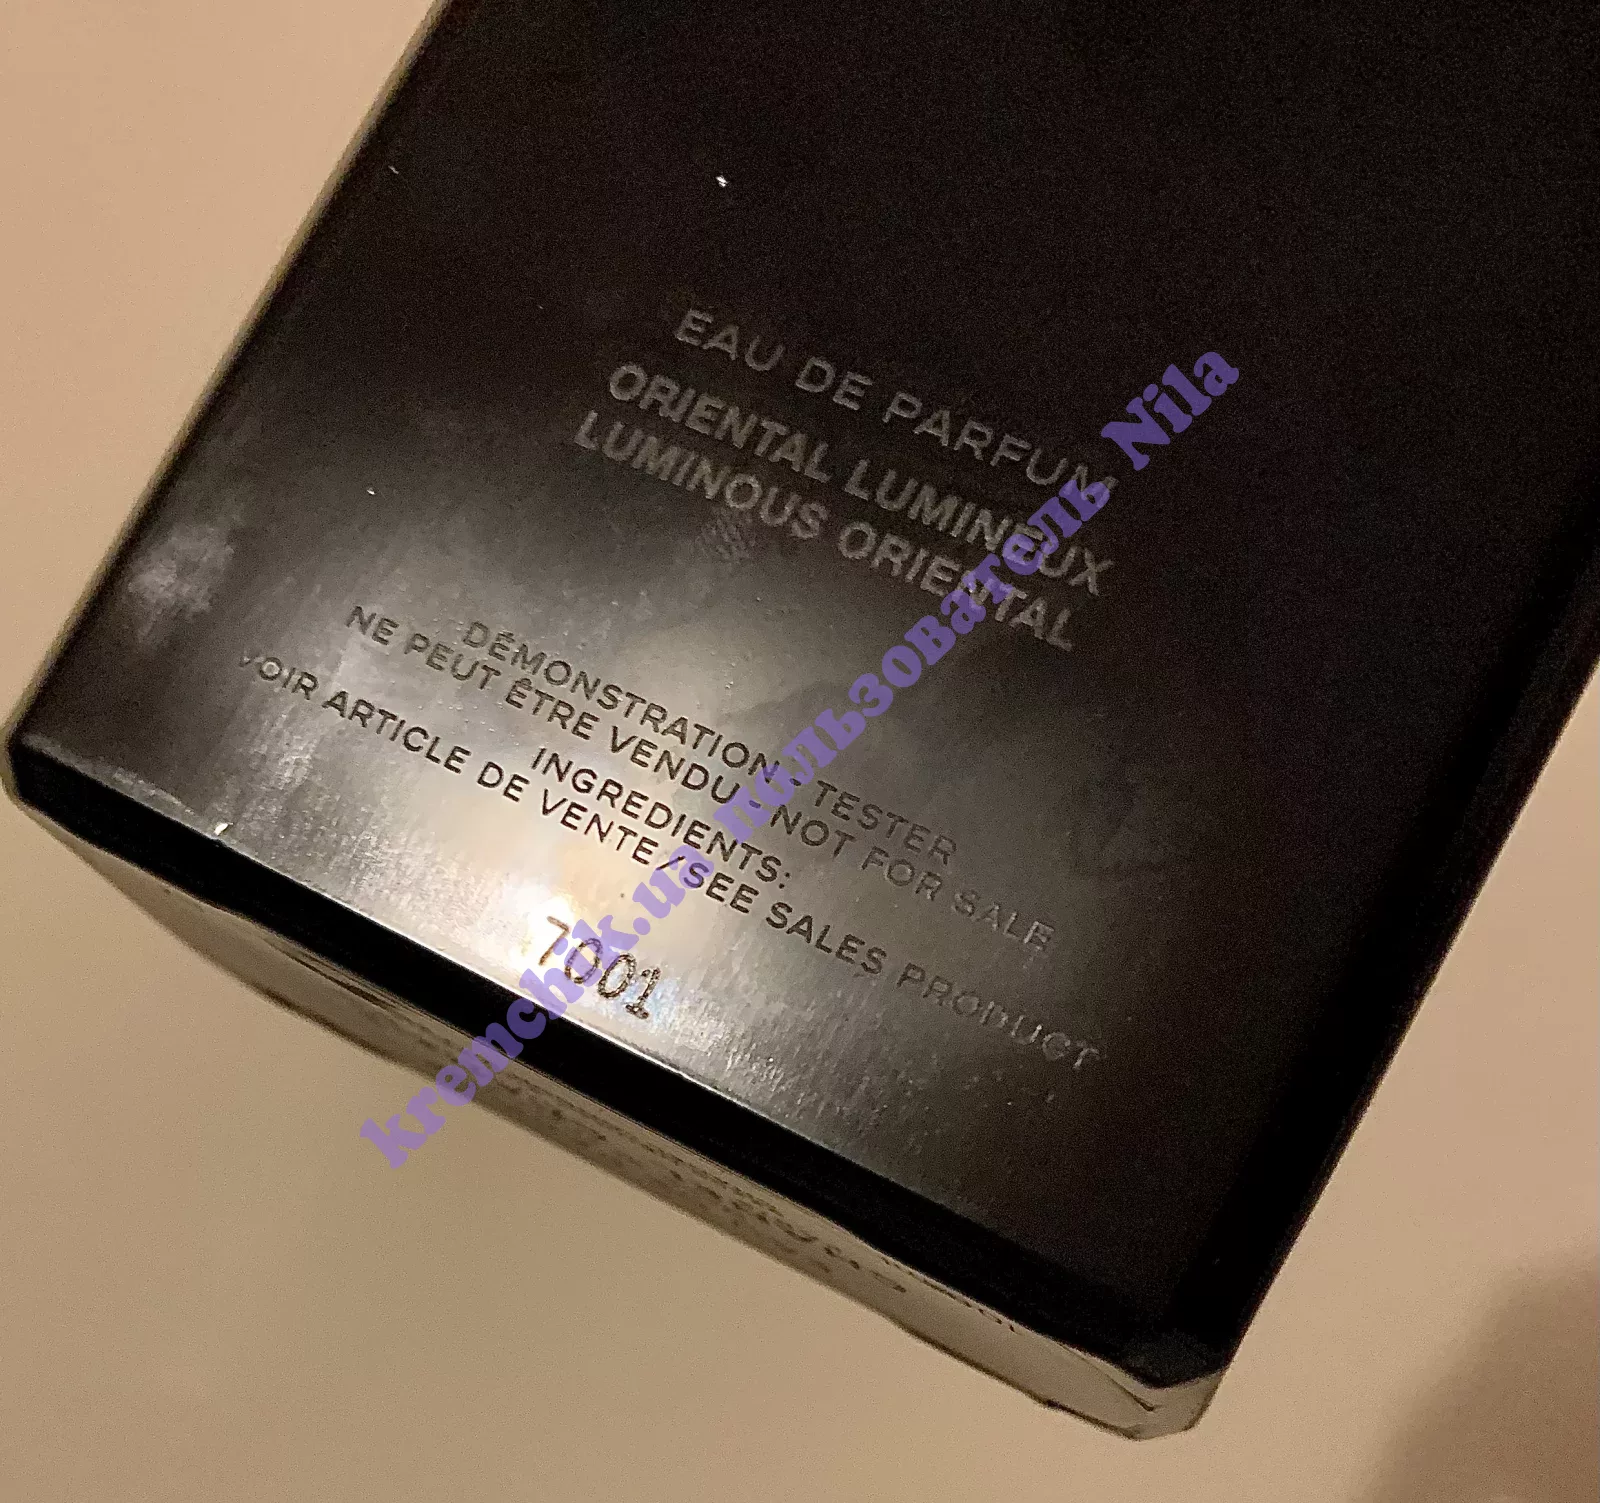 EAU DE PARFUM
ORIENTAL LUMINEUX
LUMINOUS ORIENTAL
DÉMONSTRATION - TESTER
NE PEUT ÊTRE VENDU - NOT FOR SALE
INGREDIENTS:
VOIR ARTICLE DE VENTE / SEE SALES PRODUCT
7001
kremchik.ua пользователь Nila